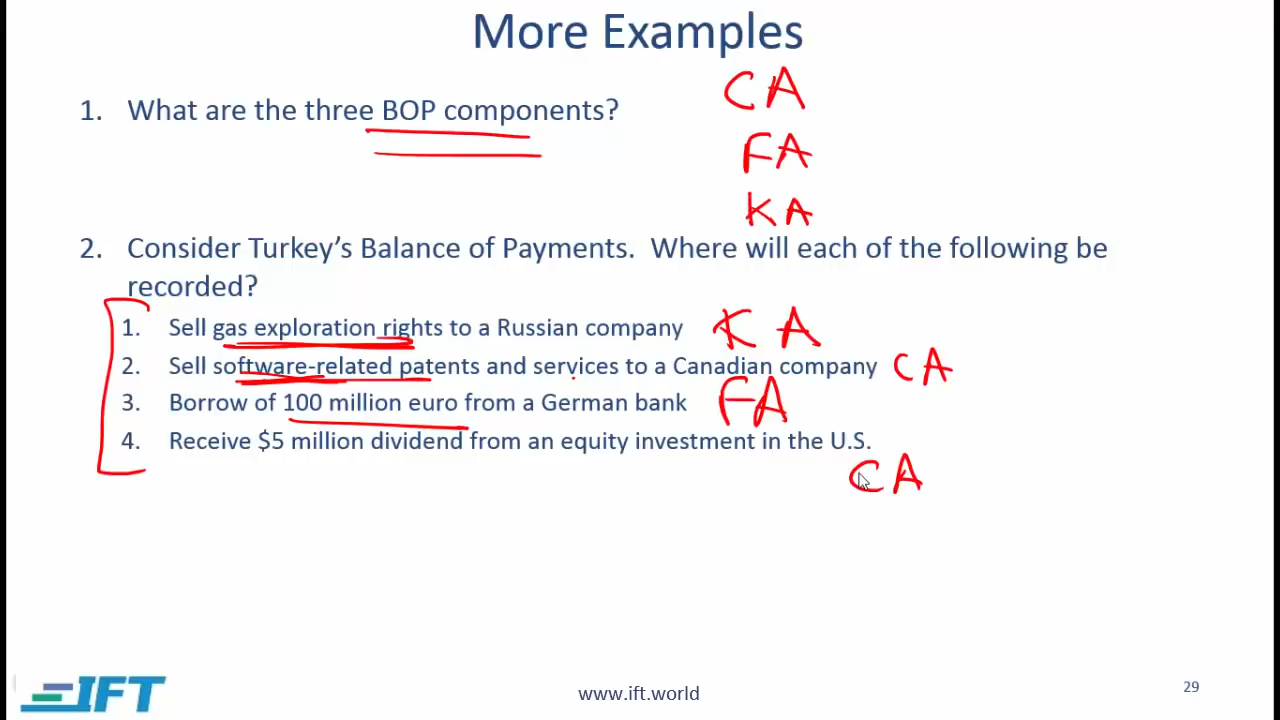 More Examples
1. What are the three BOP components? CA
FA
KA
2. Consider Turkey's Balance of Payments. Where will each of the following be
recorded?
1. Sell gas exploration rights to a Russian company KA
2. Sell software-related patents and services to a Canadian company CA
3. Borrow of 100 million euro from a German bank FA
4. Receive $5 million dividend from an equity investment in the U.S.
CA
IFT
www.ift.world
29